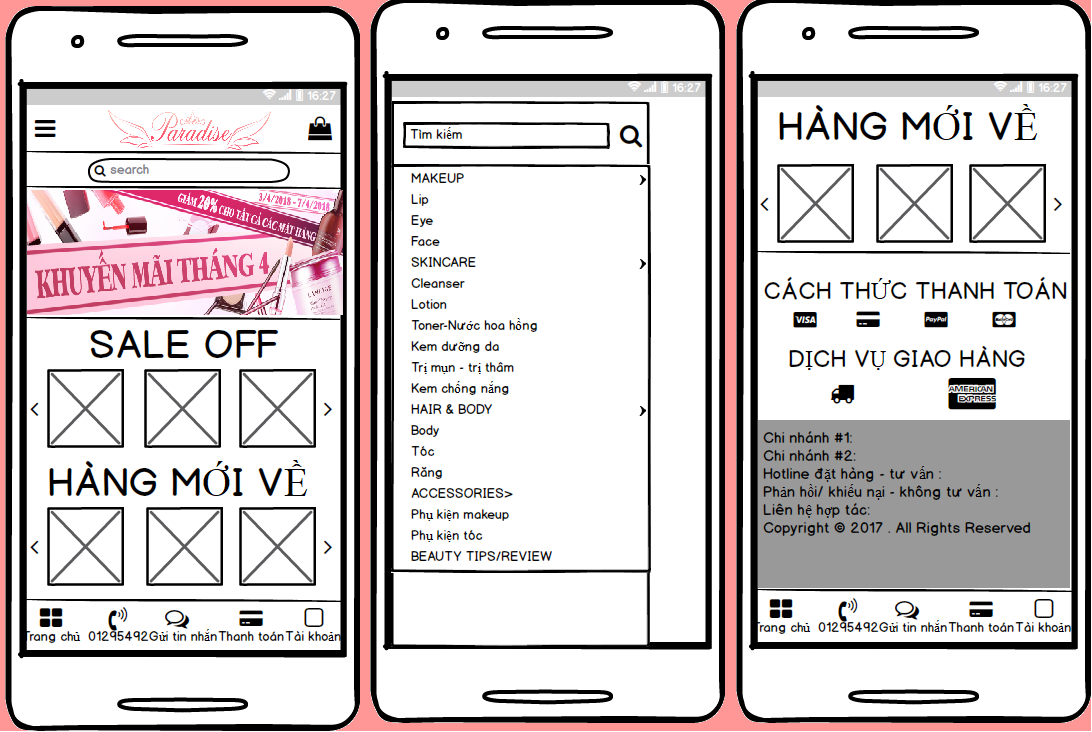 16:27
Paradise
search
GIẢM 20% CHO TẤT CẢ CÁC MẶT HÀNG
3/4/2018 - 7/4/2018
KHUYẾN MÃI THÁNG 4
SALE OFF
HÀNG MỚI VỀ
Trang chủ 01295492 Gửi tin nhắn Thanh toán Tài khoản
16:27
Tìm kiếm
MAKEUP
Lip
Eye
Face
SKINCARE
Cleanser
Lotion
Toner-Nước hoa hồng
Kem dưỡng da
Trị mụn - trị thâm
Kem chống nắng
HAIR & BODY
Body
Tóc
Răng
ACCESSORIES>
Phụ kiện makeup
Phụ kiện tóc
BEAUTY TIPS/REVIEW
16:27
HÀNG MỚI VỀ
CÁCH THỨC THANH TOÁN
VISA
PayPal
DỊCH VỤ GIAO HÀNG
AMERICAN EXPRESS
Chi nhánh #1:
Chi nhánh #2:
Hotline đặt hàng - tư vấn :
Phản hồi/ khiếu nại - không tư vấn :
Liên hệ hợp tác:
Copyright © 2017 . All Rights Reserved
Trang chủ 01295492 Gửi tin nhắn Thanh toán Tài khoản